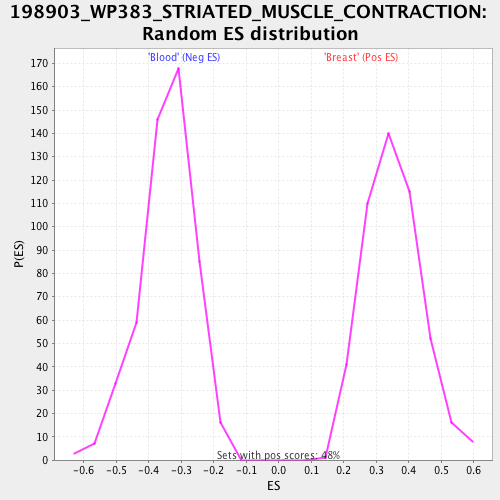 198903_WP383_STRIATED_MUSCLE_CONTRACTION:
Random ES distribution
'Blood' (Neg ES)
'Breast' (Pos ES)
170
160
150
140
130
120
110
100
90
80
70
60
50
40
30
20
10
0
P(ES)
Sets with pos scores: 48%
-0.6 -0.5 -0.4 -0.3 -0.2 -0.1 0.0 0.1 0.2 0.3 0.4 0.5 0.6
ES